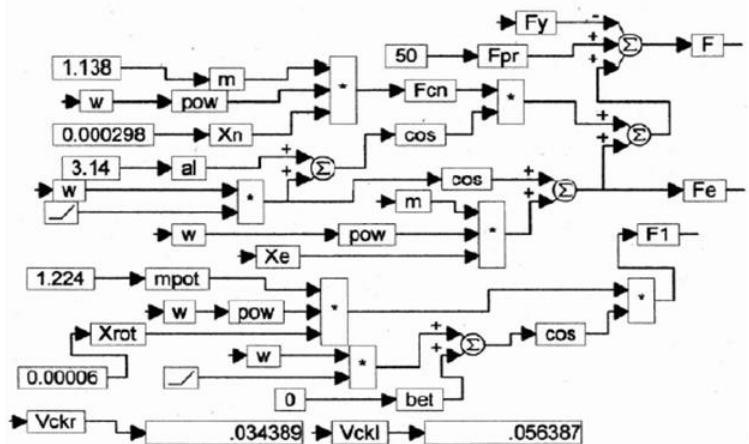 Fy - Σ F
50 Fpr + +
1.138 m * Fcn *
w pow cos + + Σ
0.000298 Xn
3.14 al + + Σ
w * cos + + Σ Fe
m
w pow *
Xe F1
1.224 mpot *
w pow * cos
Xrot + + Σ
w *
0.00006 0 bet
Vckr .034389 Vckl .056387